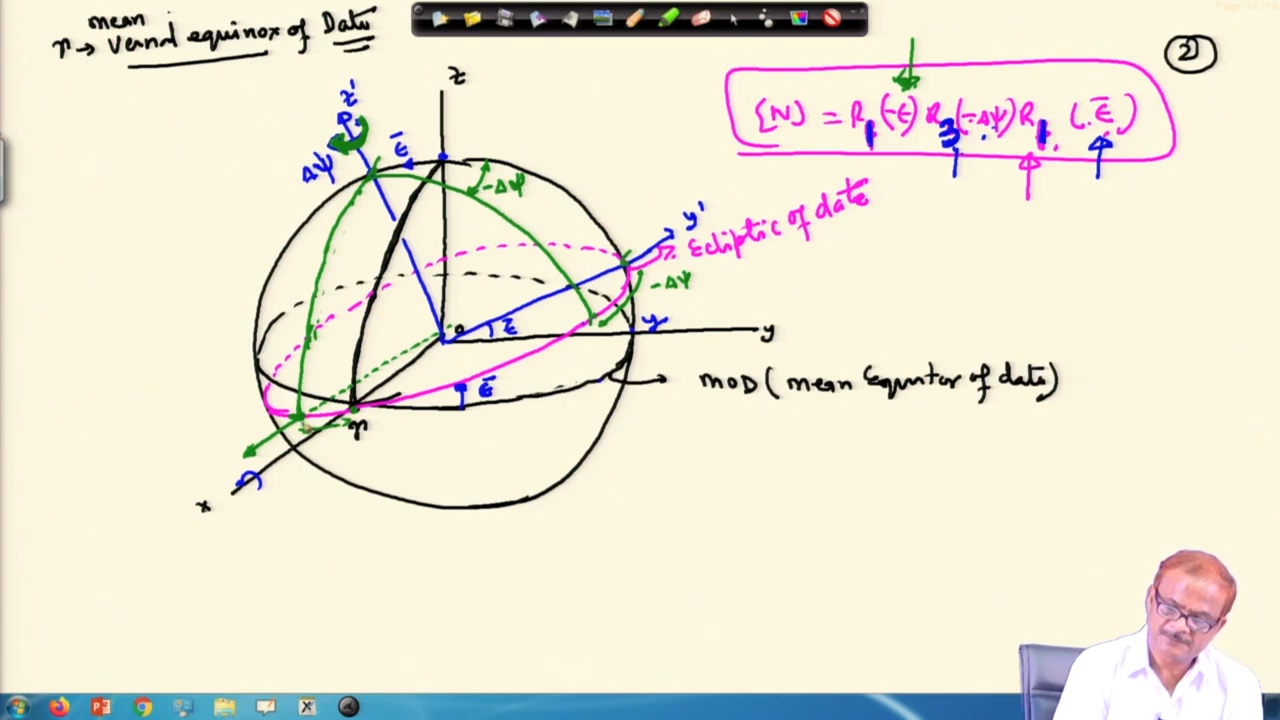 mean
♈ → Vernal equinox of Date
2
[N] = R1(-ε) R3(-Δψ) R1(ε̄)
z
z'
Δψ
ε̄
-Δψ
y'
Ecliptic of date
-Δψ
o
ε̄
y
y
ε̄
MOD (mean Equator of date)
♈
x